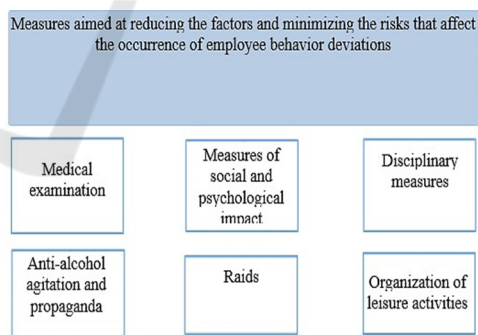 Measures aimed at reducing the factors and minimizing the risks that affect
the occurrence of employee behavior deviations
Medical
examination
Measures of
social and
psychological
impact
Disciplinary
measures
Anti-alcohol
agitation and
propaganda
Raids
Organization of
leisure activities